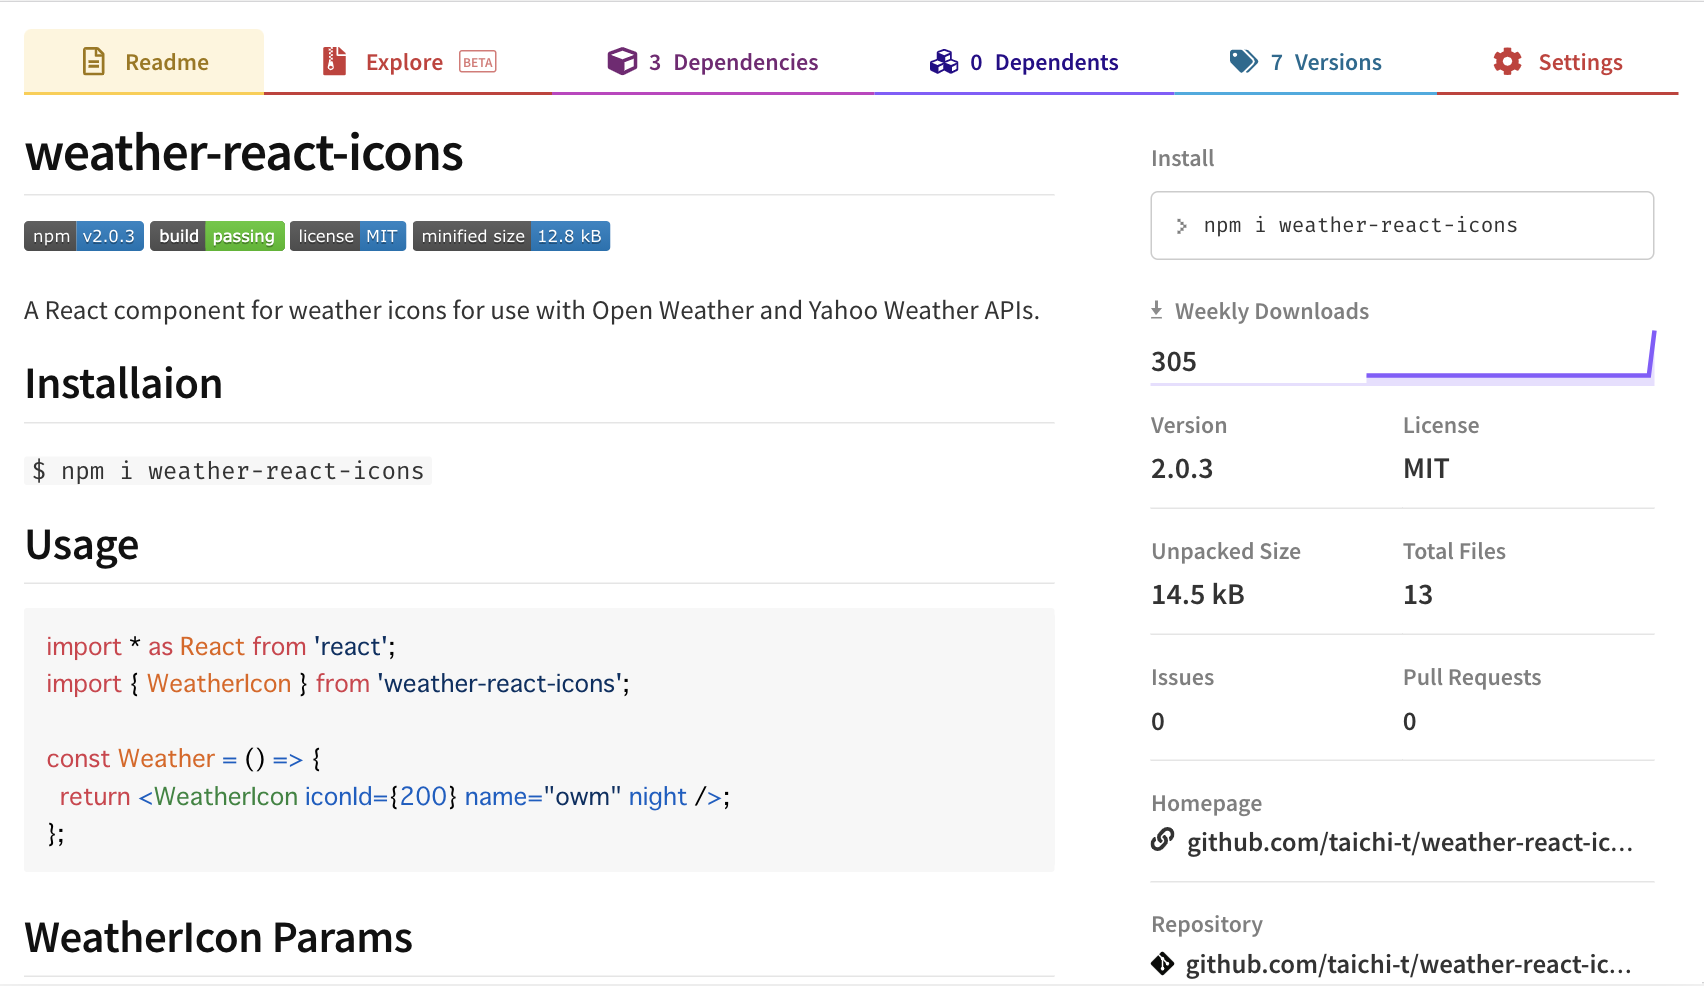 Readme
Explore BETA
3 Dependencies
0 Dependents
7 Versions
Settings
weather-react-icons
npm v2.0.3 build passing license MIT minified size 12.8 kB
A React component for weather icons for use with Open Weather and Yahoo Weather APIs.
Installaion
$ npm i weather-react-icons
Usage
import * as React from 'react';
import { WeatherIcon } from 'weather-react-icons';
const Weather = () => {
return <WeatherIcon iconId={200} name="owm" night />;
};
WeatherIcon Params
Install
> npm i weather-react-icons
Weekly Downloads
305
Version
2.0.3
License
MIT
Unpacked Size
14.5 kB
Total Files
13
Issues
0
Pull Requests
0
Homepage
github.com/taichi-t/weather-react-ic...
Repository
github.com/taichi-t/weather-react-ic...